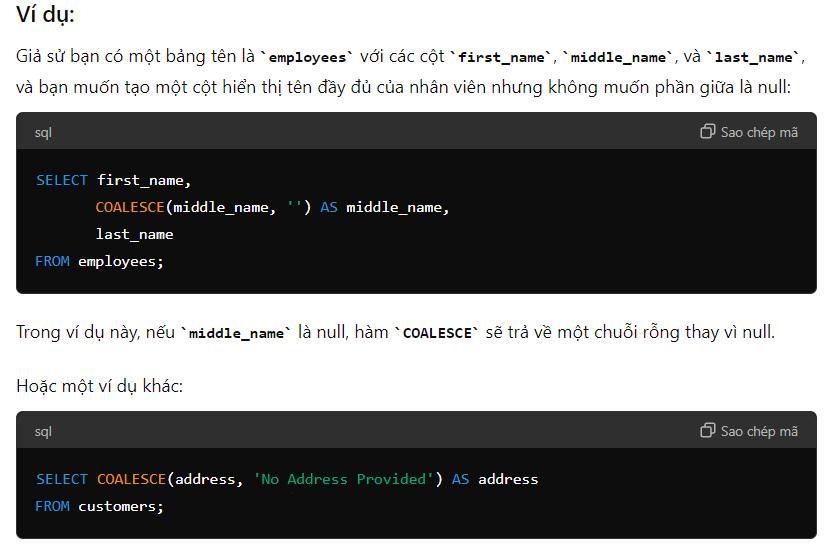 Ví dụ:
Giả sử bạn có một bảng tên là `employees` với các cột `first_name`, `middle_name`, và `last_name`,
và bạn muốn tạo một cột hiển thị tên đầy đủ của nhân viên nhưng không muốn phần giữa là null:
sql Sao chép mã
SELECT first_name,
       COALESCE(middle_name, '') AS middle_name,
       last_name
FROM employees;
Trong ví dụ này, nếu `middle_name` là null, hàm `COALESCE` sẽ trả về một chuỗi rỗng thay vì null.
Hoặc một ví dụ khác:
sql Sao chép mã
SELECT COALESCE(address, 'No Address Provided') AS address
FROM customers;